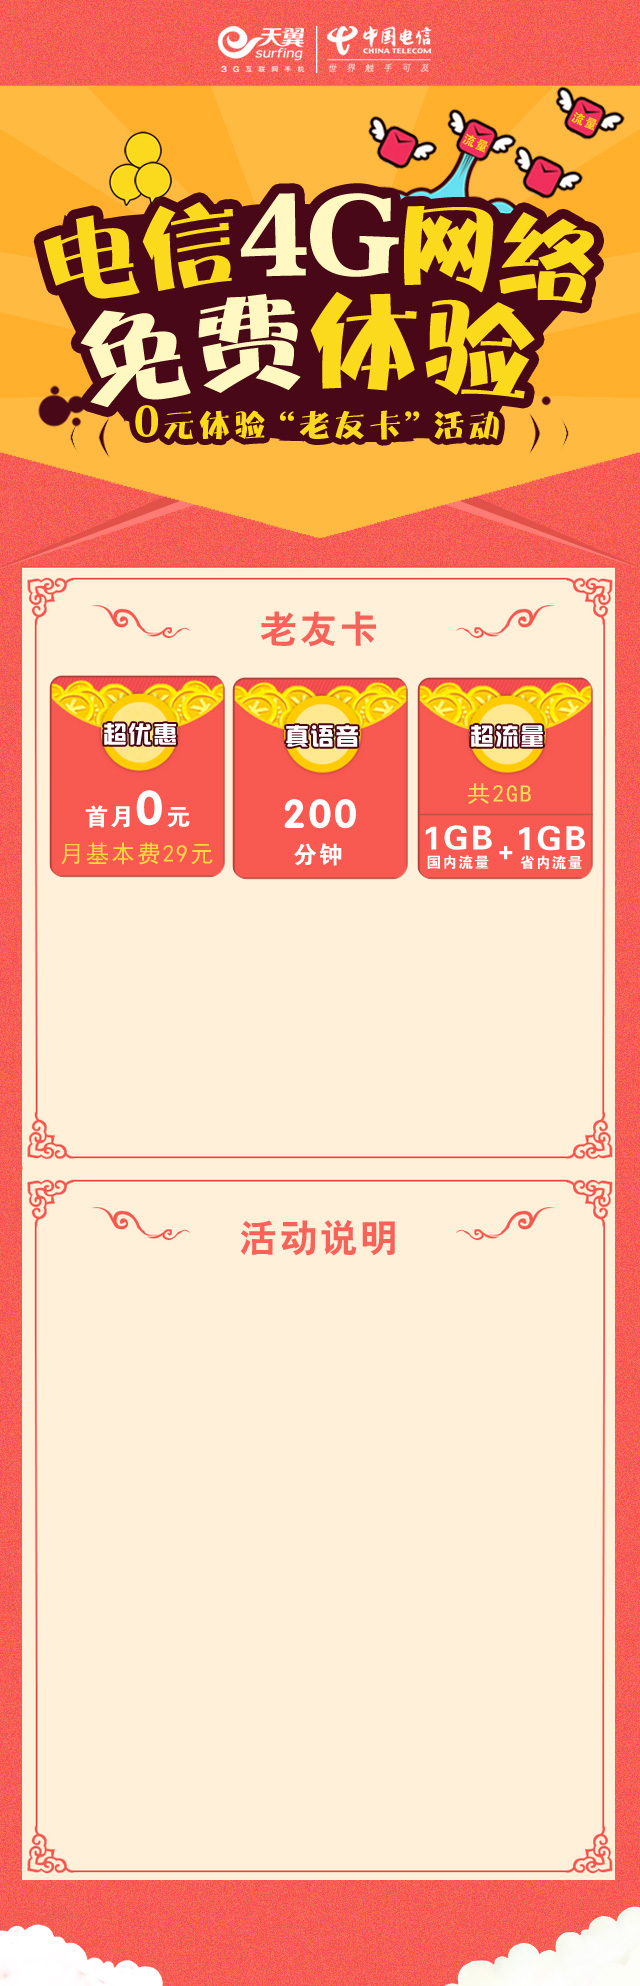 天翼 中国电信
surfing CHINA TELECOM
3G互联网手机 世界触手可及
流量
流量
电信4G网络
免费体验
0元体验“老友卡”活动
老友卡
超优惠
首月0元
月基本费29元
真语音
200
分钟
超流量
共2GB
1GB + 1GB
国内流量 省内流量
活动说明